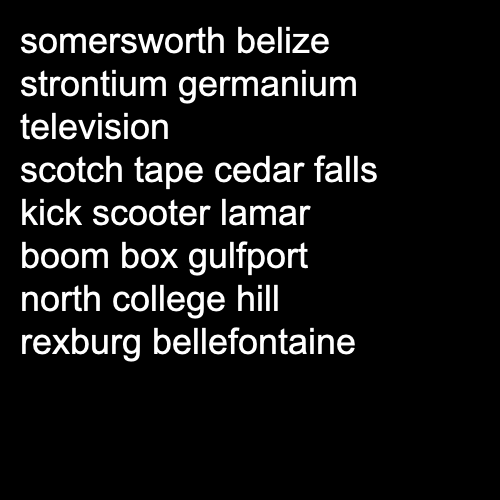 somersworth belize
strontium germanium
television
scotch tape cedar falls
kick scooter lamar
boom box gulfport
north college hill
rexburg bellefontaine